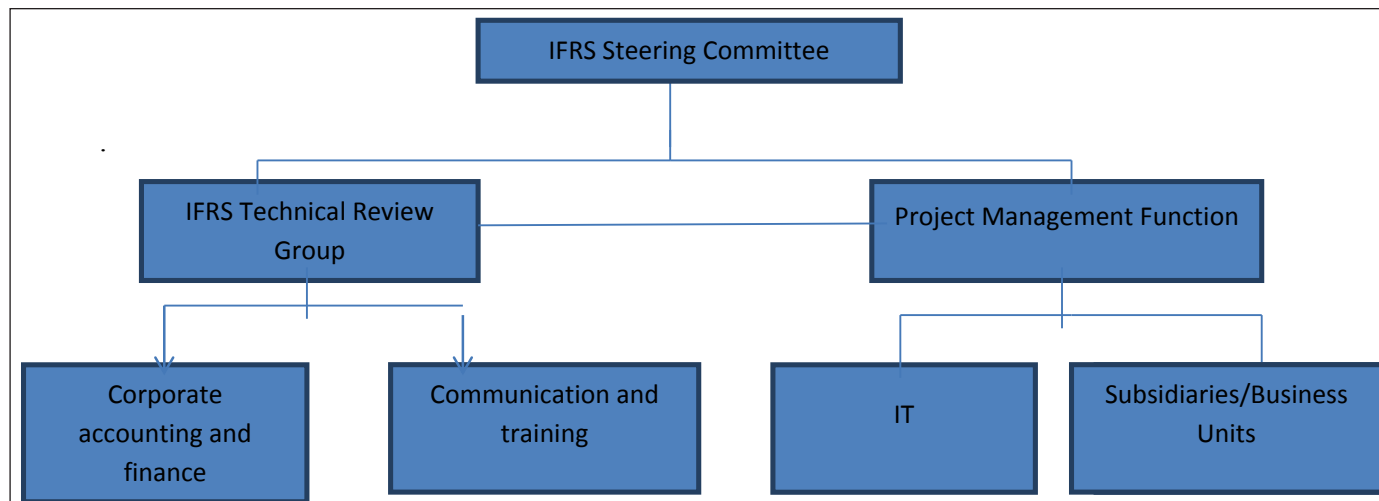 IFRS Steering Committee
IFRS Technical Review
Group
Project Management Function
Corporate
accounting and
finance
Communication and
training
IT
Subsidiaries/Business
Units